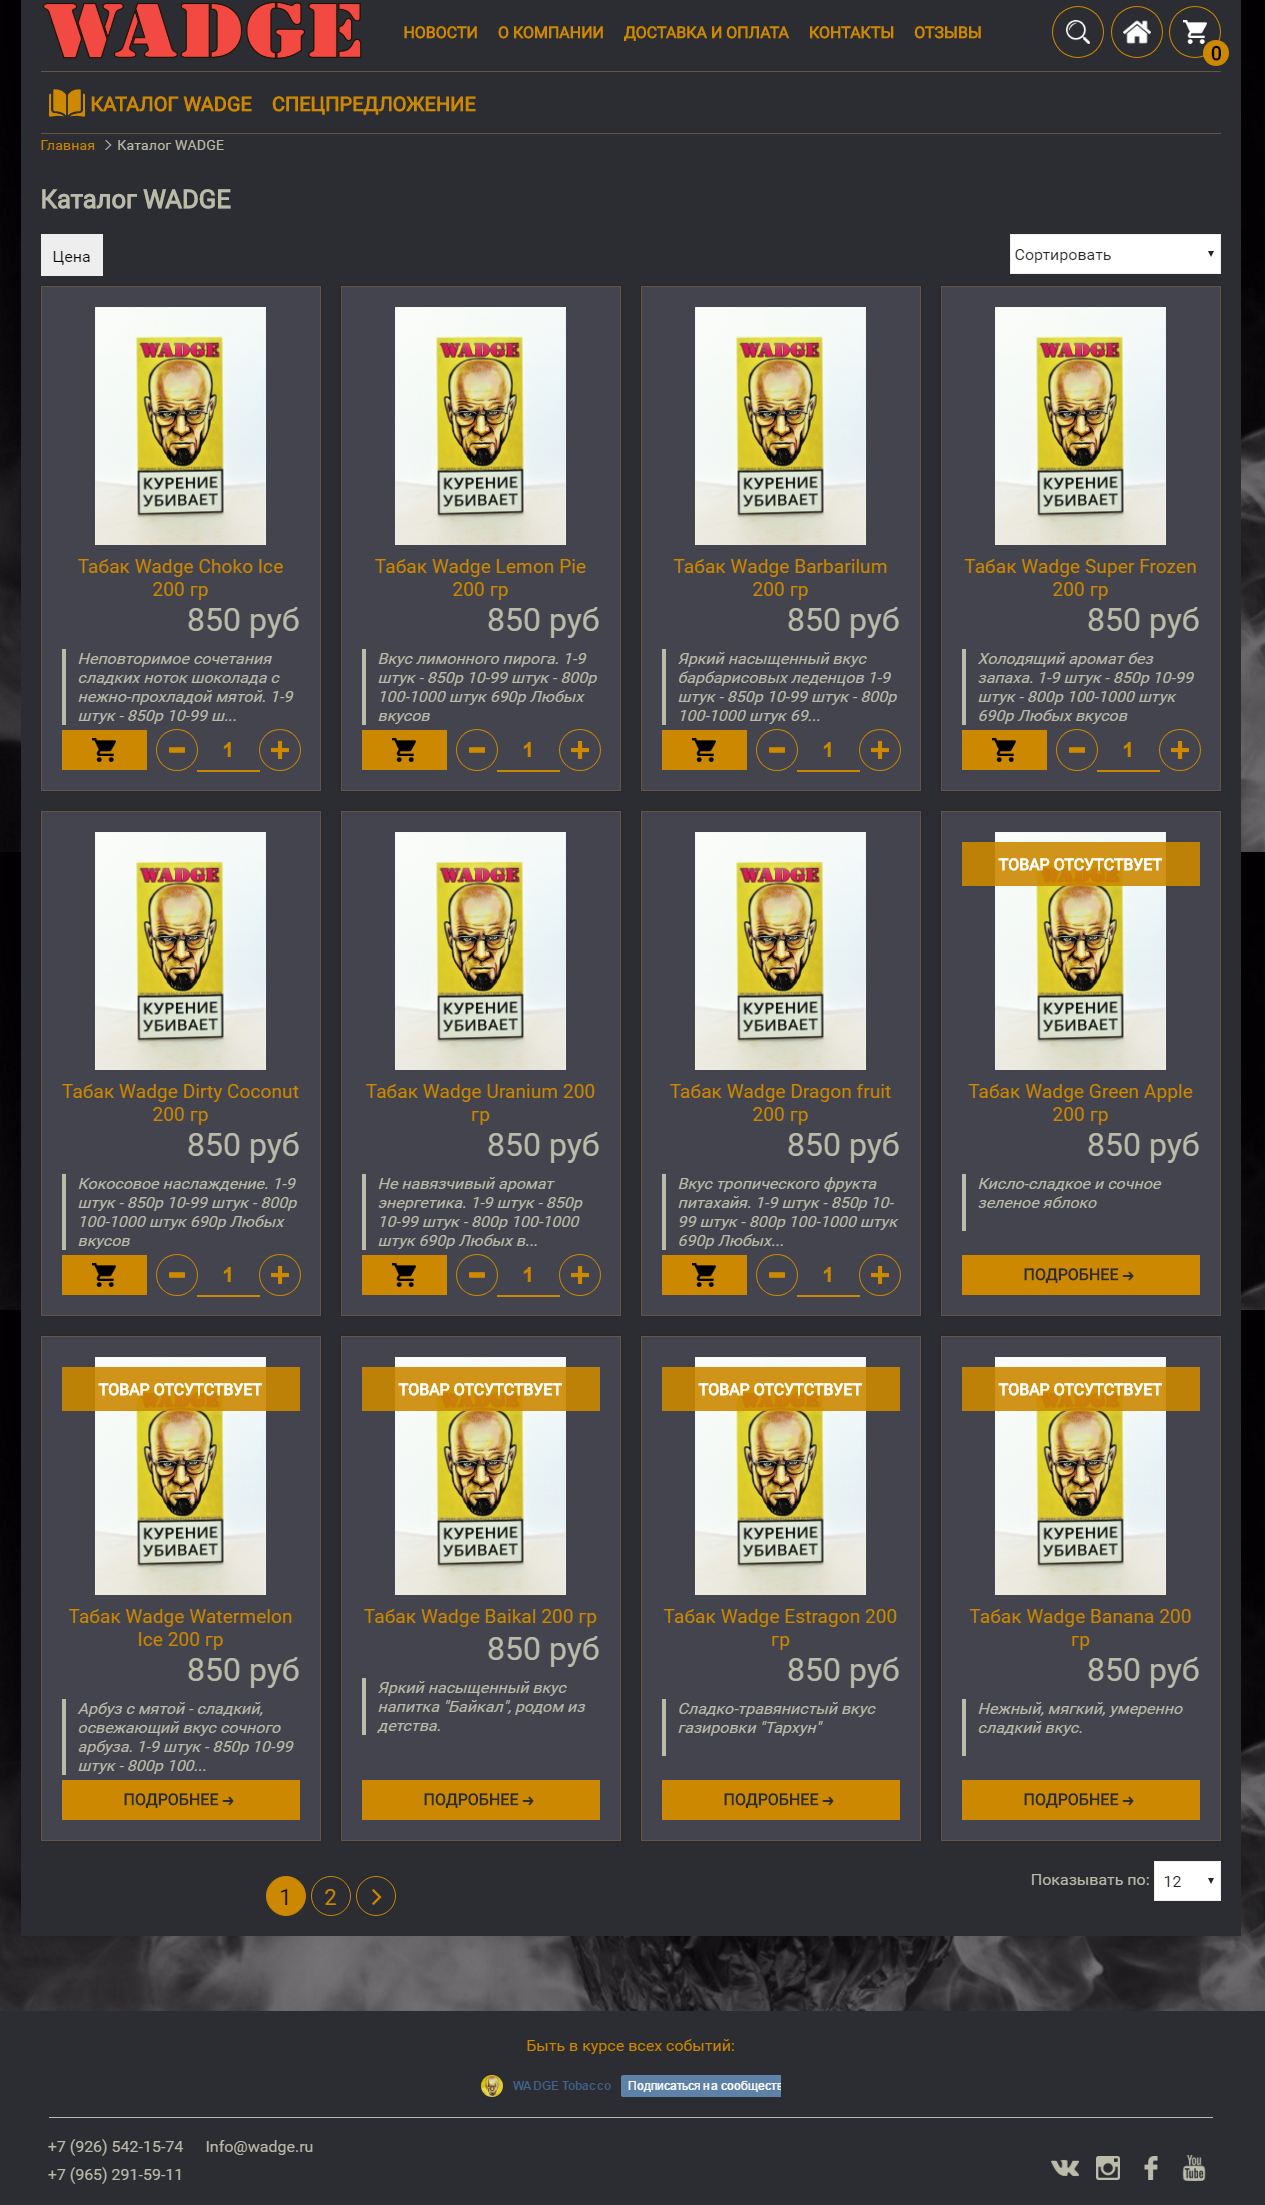 WADGE
НОВОСТИ О КОМПАНИИ ДОСТАВКА И ОПЛАТА КОНТАКТЫ ОТЗЫВЫ
0
КАТАЛОГ WADGE СПЕЦПРЕДЛОЖЕНИЕ
Главная Каталог WADGE
Каталог WADGE
Цена
Сортировать
WADGE
КУРЕНИЕ
УБИВАЕТ
Табак Wadge Choko Ice
200 гр
850 руб
Неповторимое сочетания
сладких ноток шоколада с
нежно-прохладой мятой. 1-9
штук - 850р 10-99 ш...
1
WADGE
КУРЕНИЕ
УБИВАЕТ
Табак Wadge Lemon Pie
200 гр
850 руб
Вкус лимонного пирога. 1-9
штук - 850р 10-99 штук - 800р
100-1000 штук 690р Любых
вкусов
1
WADGE
КУРЕНИЕ
УБИВАЕТ
Табак Wadge Barbarilum
200 гр
850 руб
Яркий насыщенный вкус
барбарисовых леденцов 1-9
штук - 850р 10-99 штук - 800р
100-1000 штук 69...
1
WADGE
КУРЕНИЕ
УБИВАЕТ
Табак Wadge Super Frozen
200 гр
850 руб
Холодящий аромат без
запаха. 1-9 штук - 850р 10-99
штук - 800р 100-1000 штук
690р Любых вкусов
1
WADGE
КУРЕНИЕ
УБИВАЕТ
Табак Wadge Dirty Coconut
200 гр
850 руб
Кокосовое наслаждение. 1-9
штук - 850р 10-99 штук - 800р
100-1000 штук 690р Любых
вкусов
1
WADGE
КУРЕНИЕ
УБИВАЕТ
Табак Wadge Uranium 200
гр
850 руб
Не навязчивый аромат
энергетика. 1-9 штук - 850р
10-99 штук - 800р 100-1000
штук 690р Любых в...
1
WADGE
КУРЕНИЕ
УБИВАЕТ
Табак Wadge Dragon fruit
200 гр
850 руб
Вкус тропического фрукта
питахайя. 1-9 штук - 850р 10-
99 штук - 800р 100-1000 штук
690р Любых...
1
ТОВАР ОТСУТСТВУЕТ
WADGE
КУРЕНИЕ
УБИВАЕТ
Табак Wadge Green Apple
200 гр
850 руб
Кисло-сладкое и сочное
зеленое яблоко
ПОДРОБНЕЕ →
ТОВАР ОТСУТСТВУЕТ
WADGE
КУРЕНИЕ
УБИВАЕТ
Табак Wadge Watermelon
Ice 200 гр
850 руб
Арбуз с мятой - сладкий,
освежающий вкус сочного
арбуза. 1-9 штук - 850р 10-99
штук - 800р 100...
ПОДРОБНЕЕ →
ТОВАР ОТСУТСТВУЕТ
WADGE
КУРЕНИЕ
УБИВАЕТ
Табак Wadge Baikal 200 гр
850 руб
Яркий насыщенный вкус
напитка "Байкал", родом из
детства.
ПОДРОБНЕЕ →
ТОВАР ОТСУТСТВУЕТ
WADGE
КУРЕНИЕ
УБИВАЕТ
Табак Wadge Estragon 200
гр
850 руб
Сладко-травянистый вкус
газировки "Тархун"
ПОДРОБНЕЕ →
ТОВАР ОТСУТСТВУЕТ
WADGE
КУРЕНИЕ
УБИВАЕТ
Табак Wadge Banana 200
гр
850 руб
Нежный, мягкий, умеренно
сладкий вкус.
ПОДРОБНЕЕ →
1 2
Показывать по: 12
Быть в курсе всех событий:
WADGE Tobacco Подписаться на сообщест
+7 (926) 542-15-74 Info@wadge.ru
+7 (965) 291-59-11
You
Tube